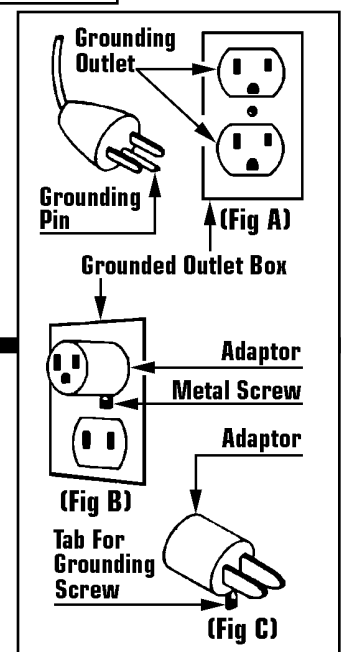 Grounding
Outlet
Grounding
Pin
(Fig A)
Grounded Outlet Box
Adaptor
Metal Screw
Adaptor
(Fig B)
Tab For
Grounding
Screw
(Fig C)